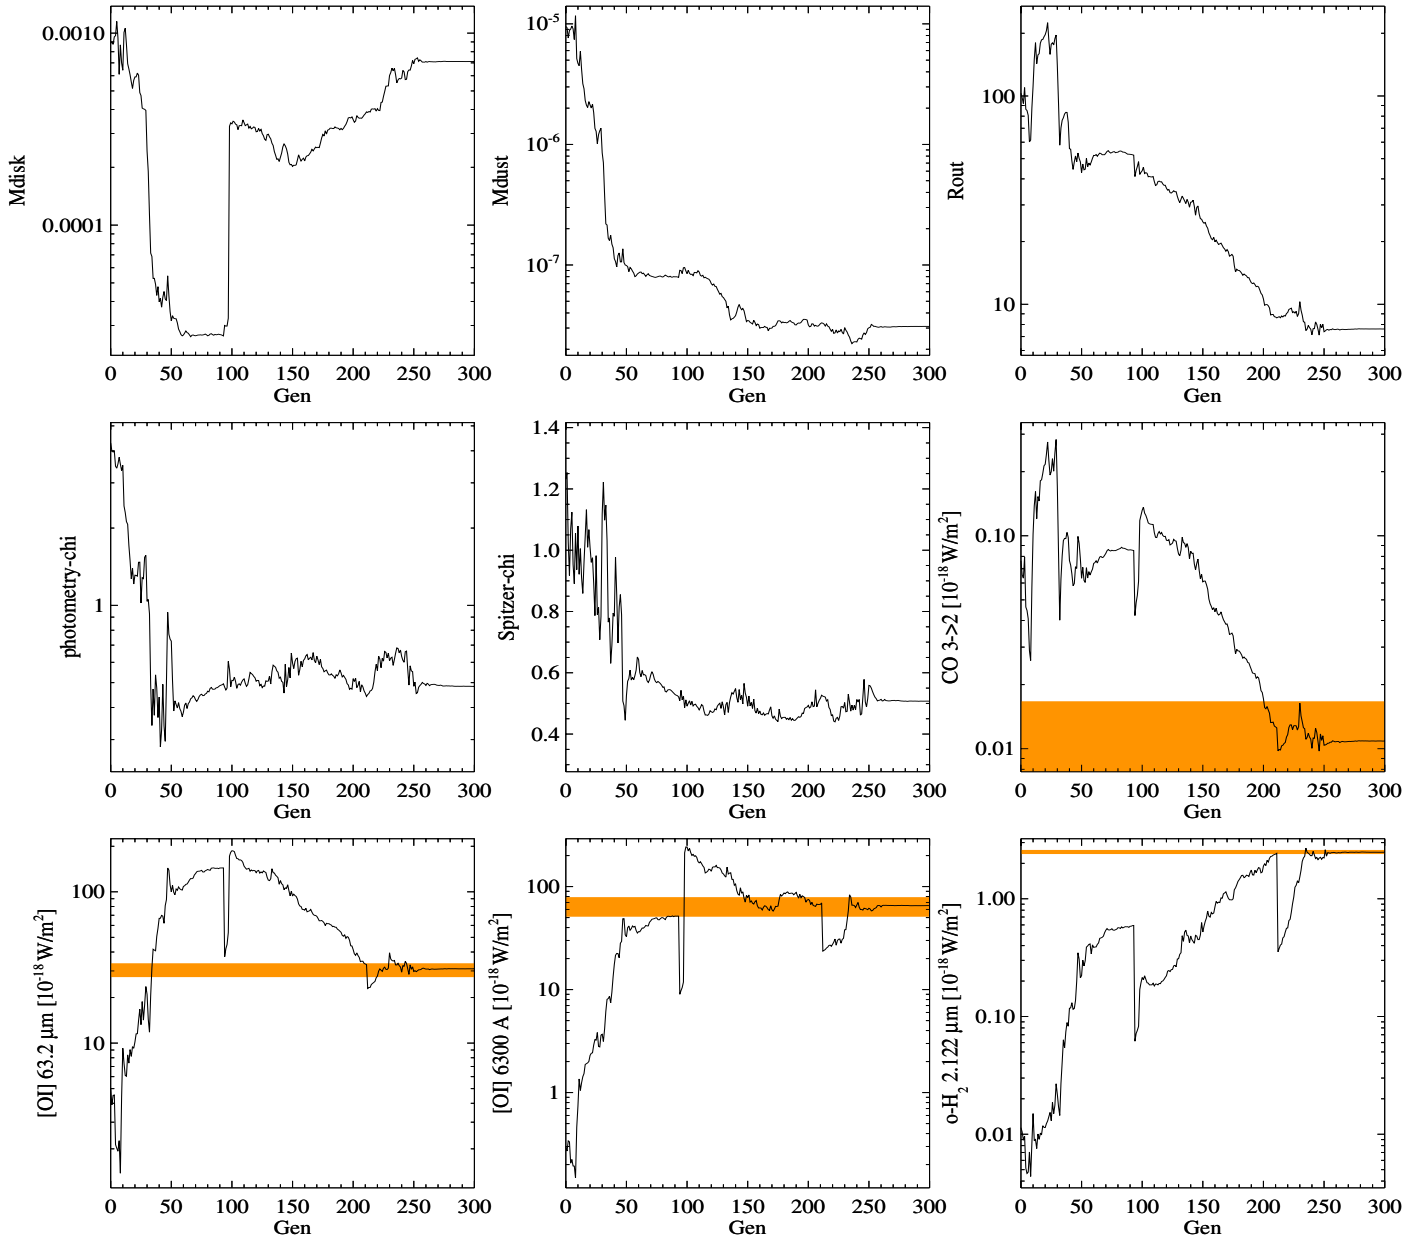 0.0010
0.0001
Mdisk
0 50 100 150 200 250 300
Gen
10-5
10-6
10-7
Mdust
0 50 100 150 200 250 300
Gen
100
10
Rout
0 50 100 150 200 250 300
Gen
1
photometry-chi
0 50 100 150 200 250 300
Gen
1.4
1.2
1.0
0.8
0.6
0.4
Spitzer-chi
0 50 100 150 200 250 300
Gen
0.10
0.01
CO 3->2 [10-18 W/m2]
0 50 100 150 200 250 300
Gen
100
10
[OI] 63.2 µm [10-18 W/m2]
0 50 100 150 200 250 300
Gen
100
10
1
[OI] 6300 A [10-18 W/m2]
0 50 100 150 200 250 300
Gen
1.00
0.10
0.01
o-H2 2.122 µm [10-18 W/m2]
0 50 100 150 200 250 300
Gen